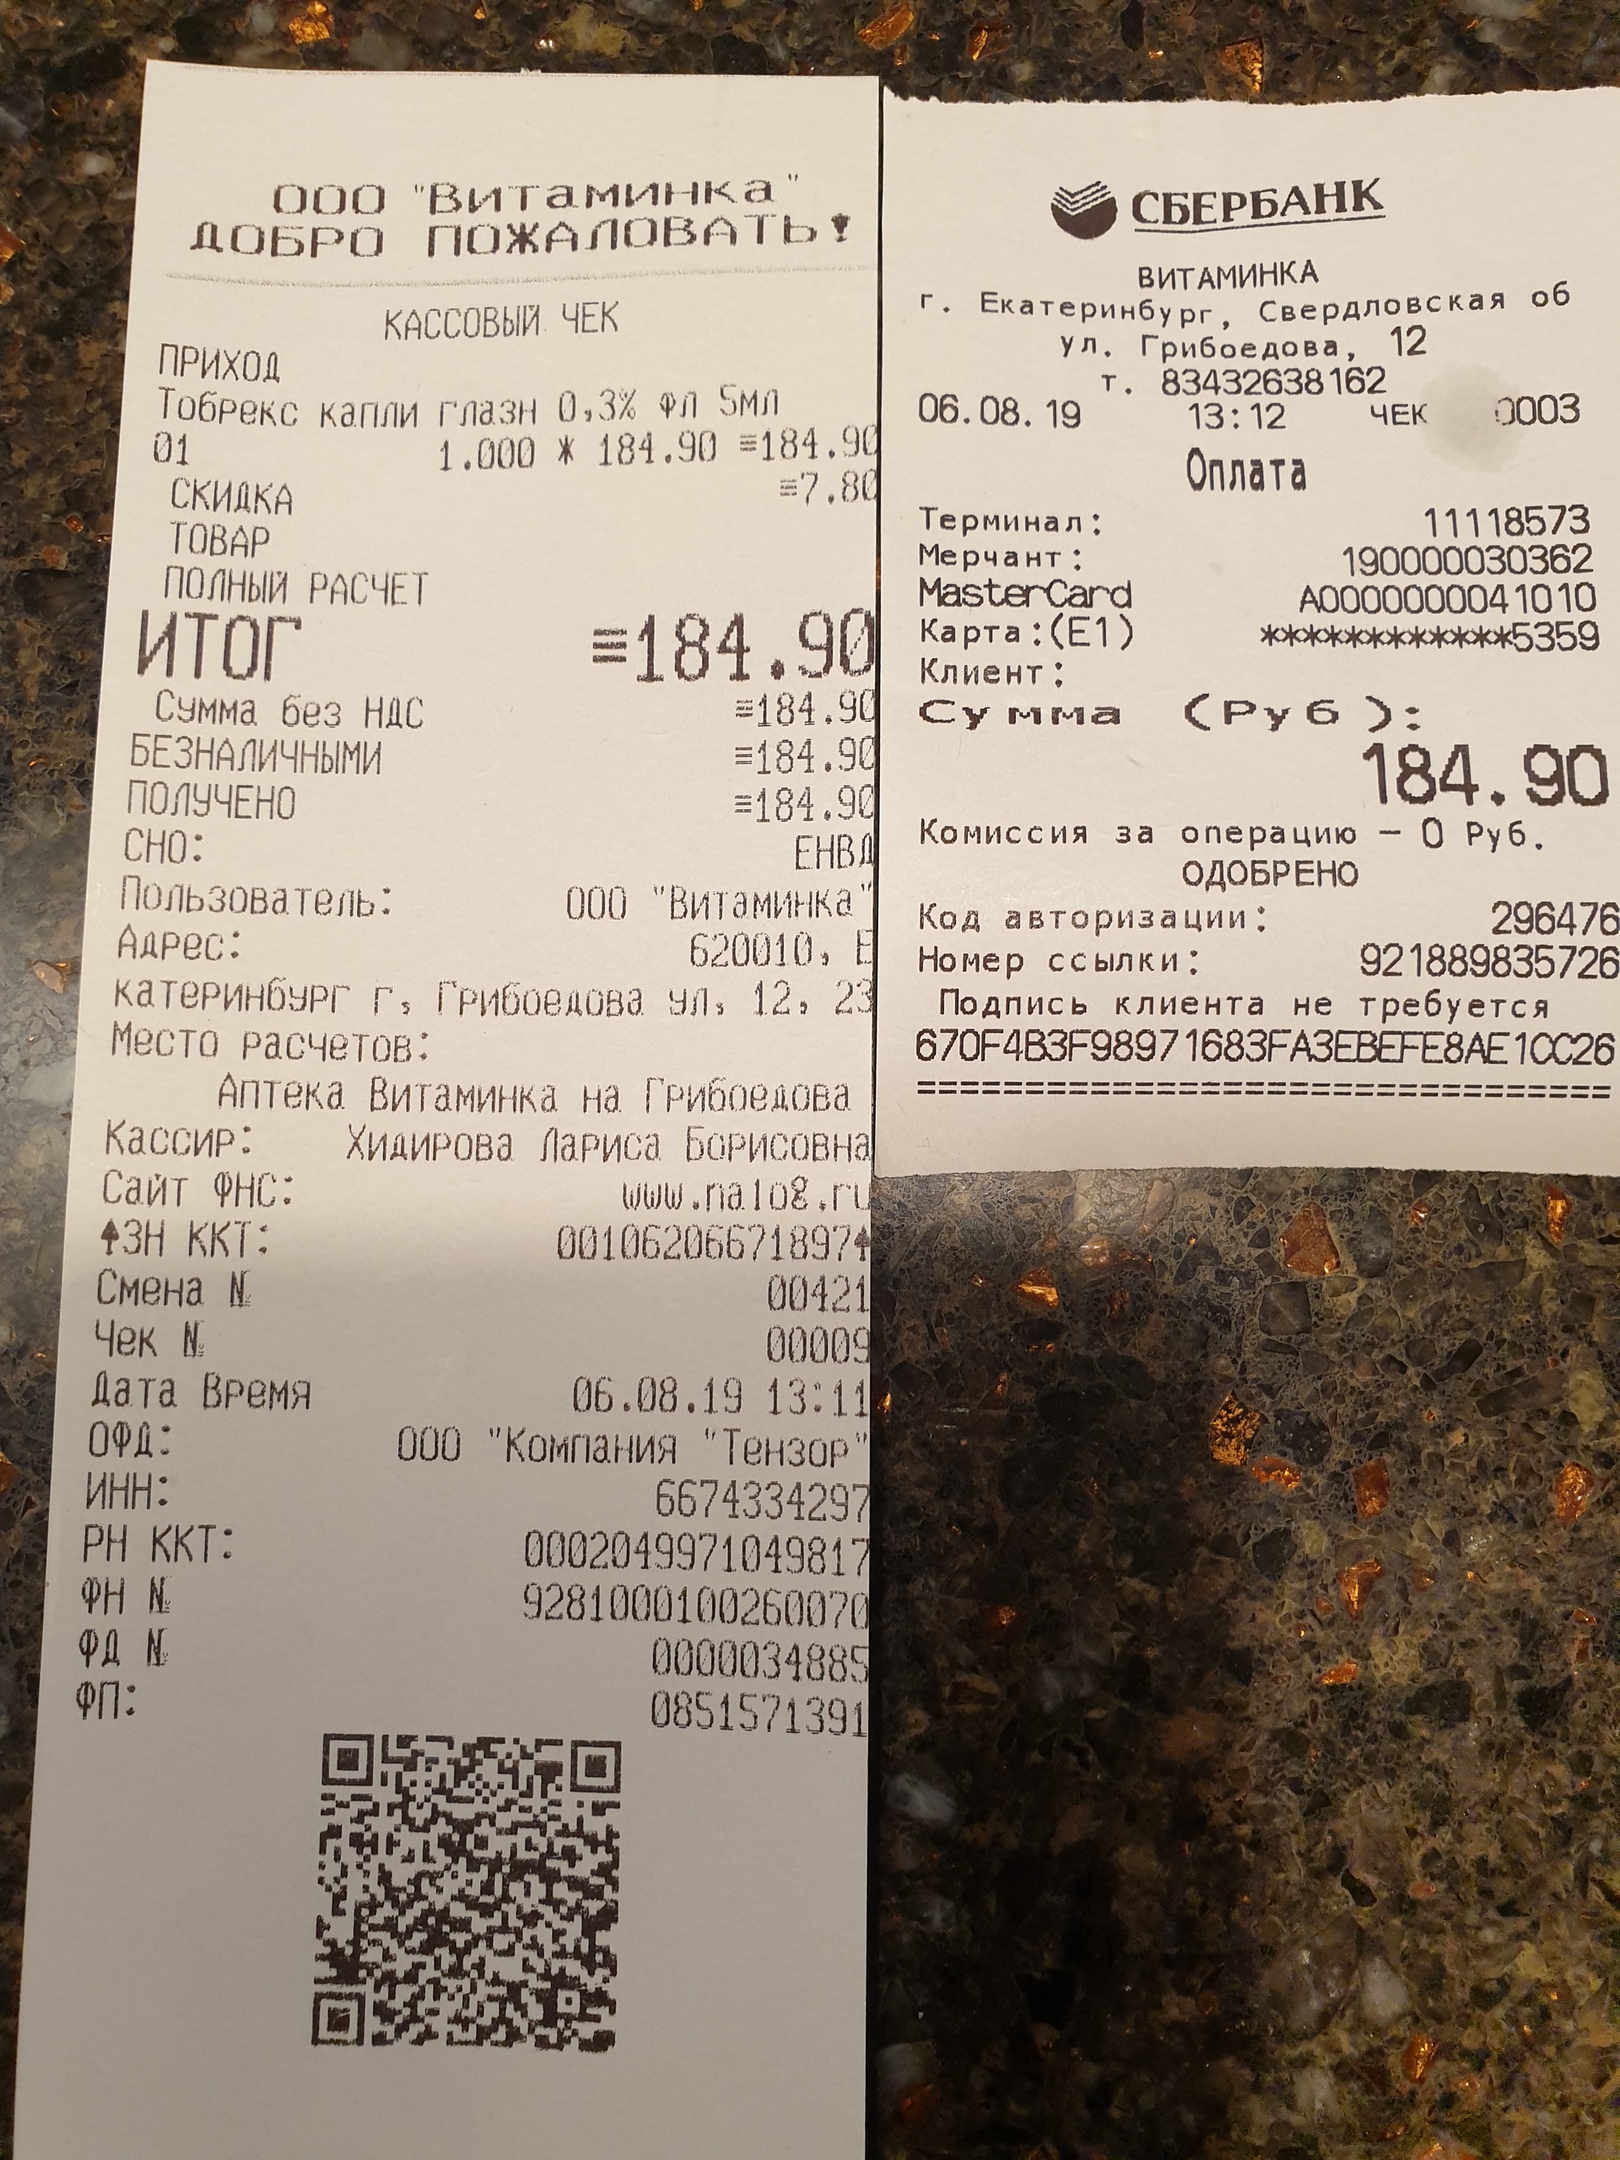 ООО "Витаминка"
ДОБРО ПОЖАЛОВАТЬ!
КАССОВЫЙ ЧЕК
ПРИХОД
Тобрекс капли глазн 0,3% фл 5мл
01 1.000 * 184.90 ≡184.90
СКИДКА ≡7.80
ТОВАР
ПОЛНЫЙ РАСЧЕТ
ИТОГ ≡184.90
Сумма без НДС ≡184.90
БЕЗНАЛИЧНЫМИ ≡184.90
ПОЛУЧЕНО ≡184.90
СНО: ЕНВД
Пользователь: ООО "Витаминка"
Адрес: 620010, Е
катеринбург г, Грибоедова ул, 12, 23
Место расчетов:
Аптека Витаминка на Грибоедова
Кассир: Хидирова Лариса Борисовна
Сайт ФНС: www.nalog.ru
ЗН ККТ: 00106206671897
Смена № 00421
Чек № 00009
Дата Время 06.08.19 13:11
ОФД: ООО "Компания "Тензор"
ИНН: 6674334297
РН ККТ: 0002049971049817
ФН № 9281000100260070
ФД № 0000034885
ФП: 0851571391
СБЕРБАНК
ВИТАМИНКА
г. Екатеринбург, Свердловская об
ул. Грибоедова, 12
т. 83432638162
06.08.19 13:12 ЧЕК 0003
Оплата
Терминал: 11118573
Мерчант: 190000030362
MasterCard A0000000041010
Карта:(E1) ************5359
Клиент:
Сумма (Руб):
184.90
Комиссия за операцию – 0 Руб.
ОДОБРЕНО
Код авторизации: 296476
Номер ссылки: 921889835726
Подпись клиента не требуется
670F4B3F98971683FA3EBEFE8AE1CC26
================================